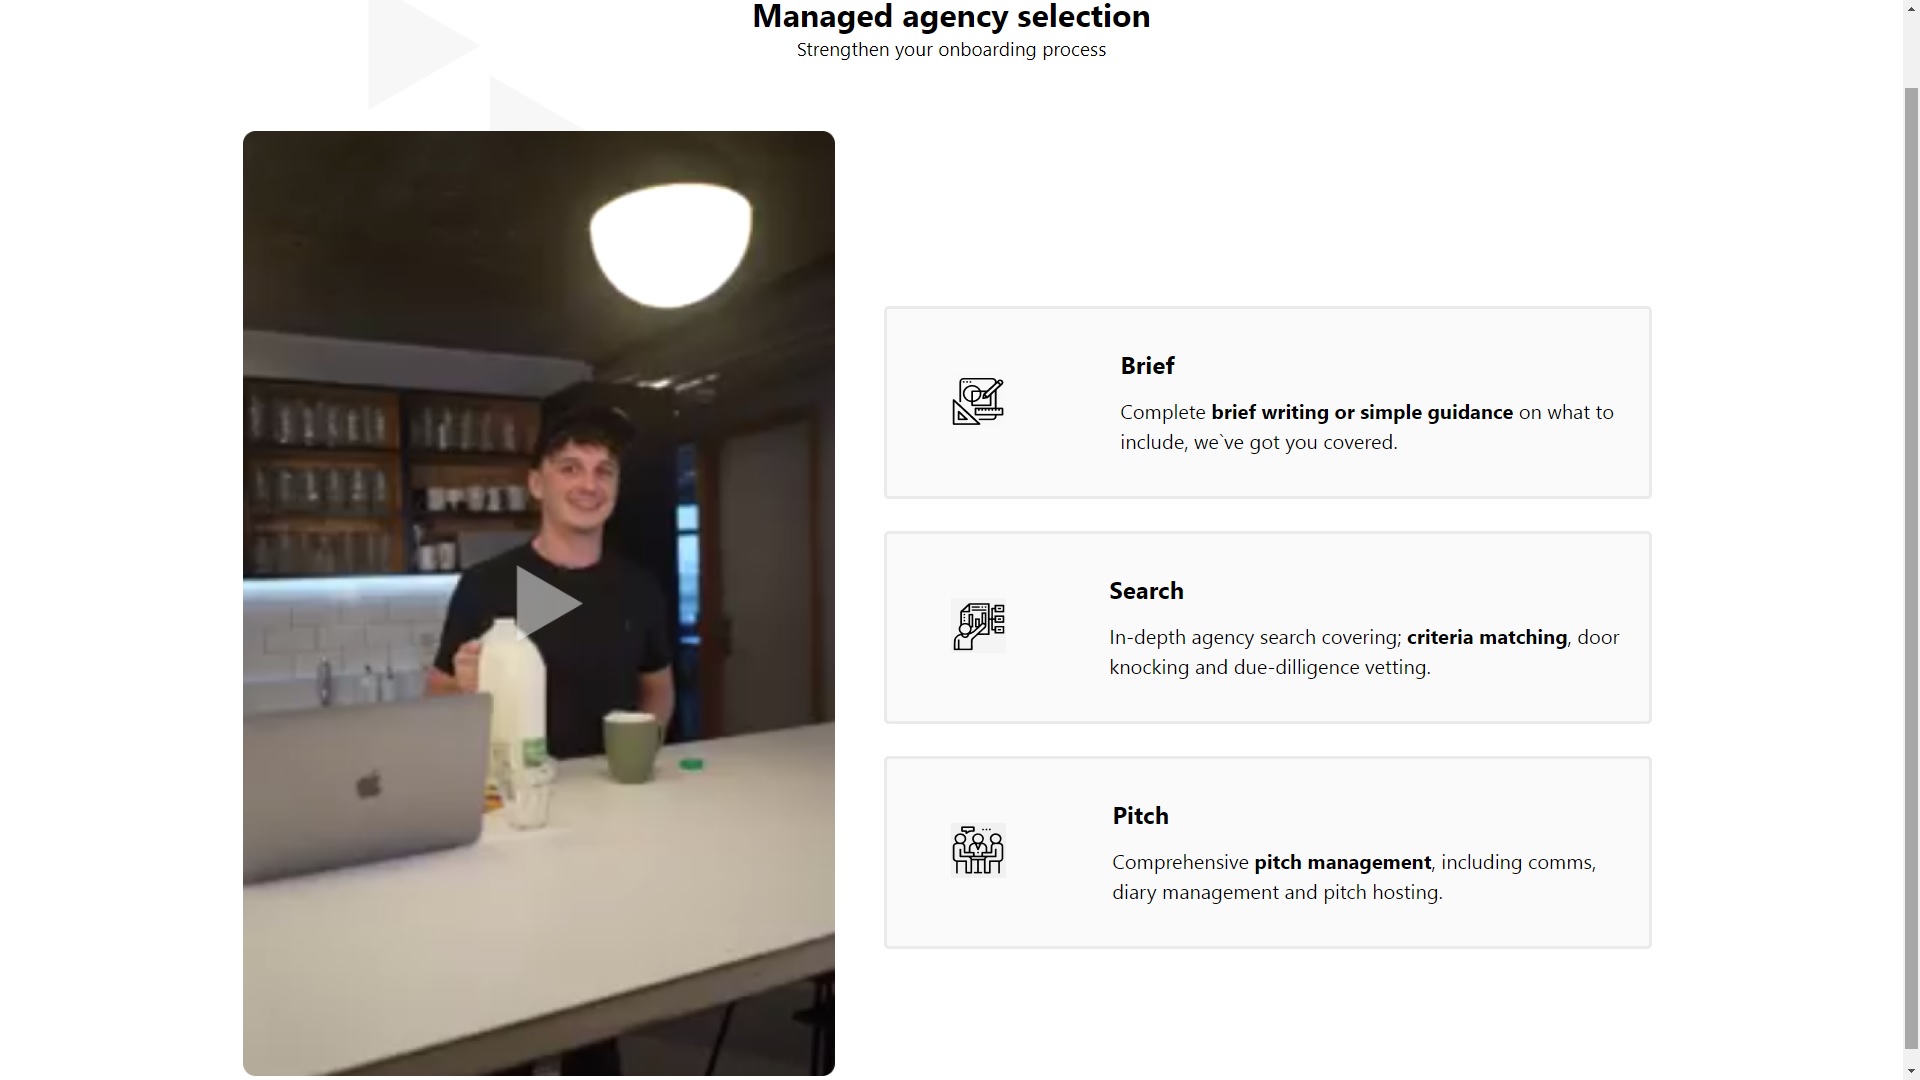 Managed agency selection
Strengthen your onboarding process
Brief
Complete brief writing or simple guidance on what to
include, we`ve got you covered.
Search
In-depth agency search covering; criteria matching, door
knocking and due-dilligence vetting.
Pitch
Comprehensive pitch management, including comms,
diary management and pitch hosting.